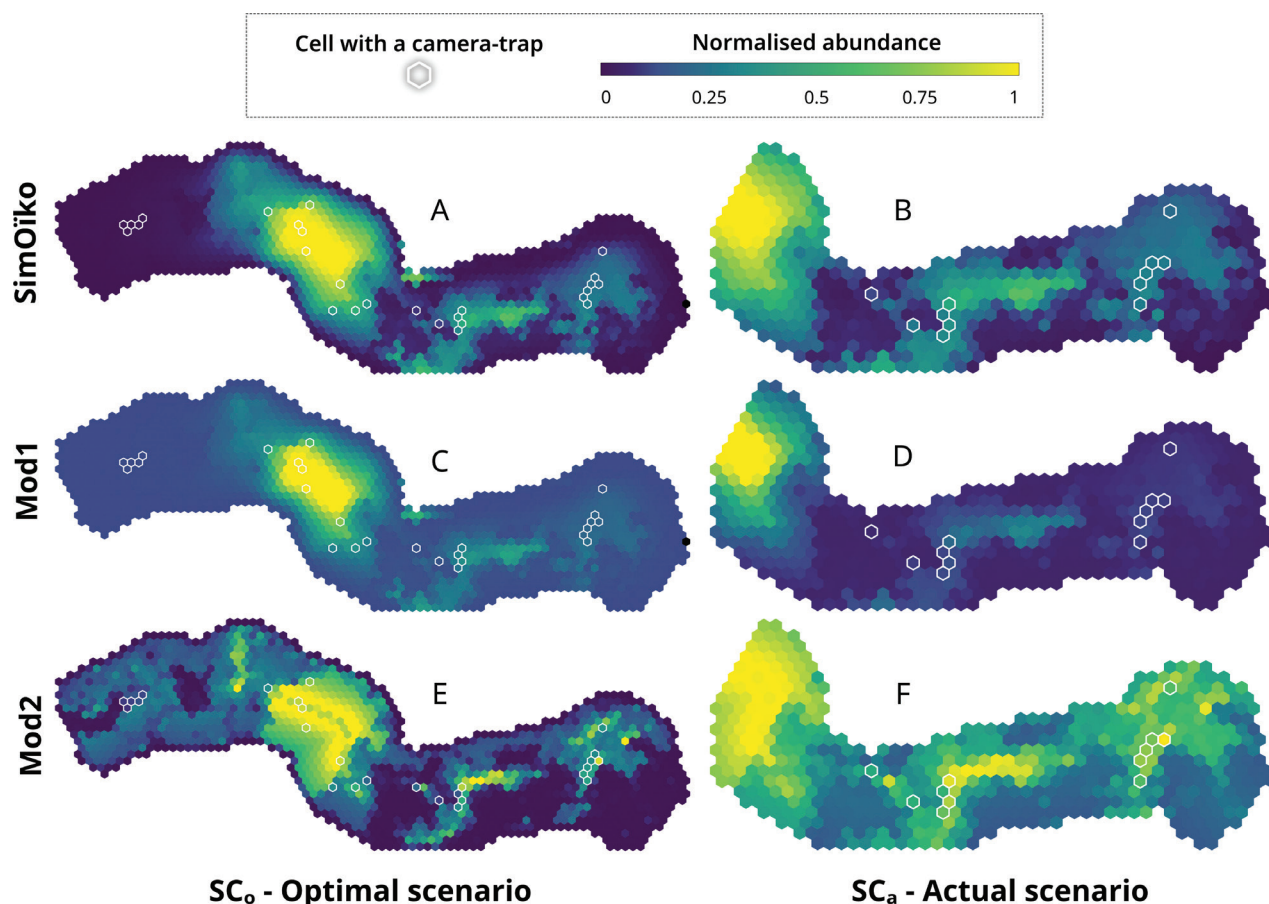 Cell with a camera-trap
Normalised abundance
0 0.25 0.5 0.75 1
SimOïko
A
B
Mod1
C
D
Mod2
E
F
SCₒ - Optimal scenario
SCₐ - Actual scenario